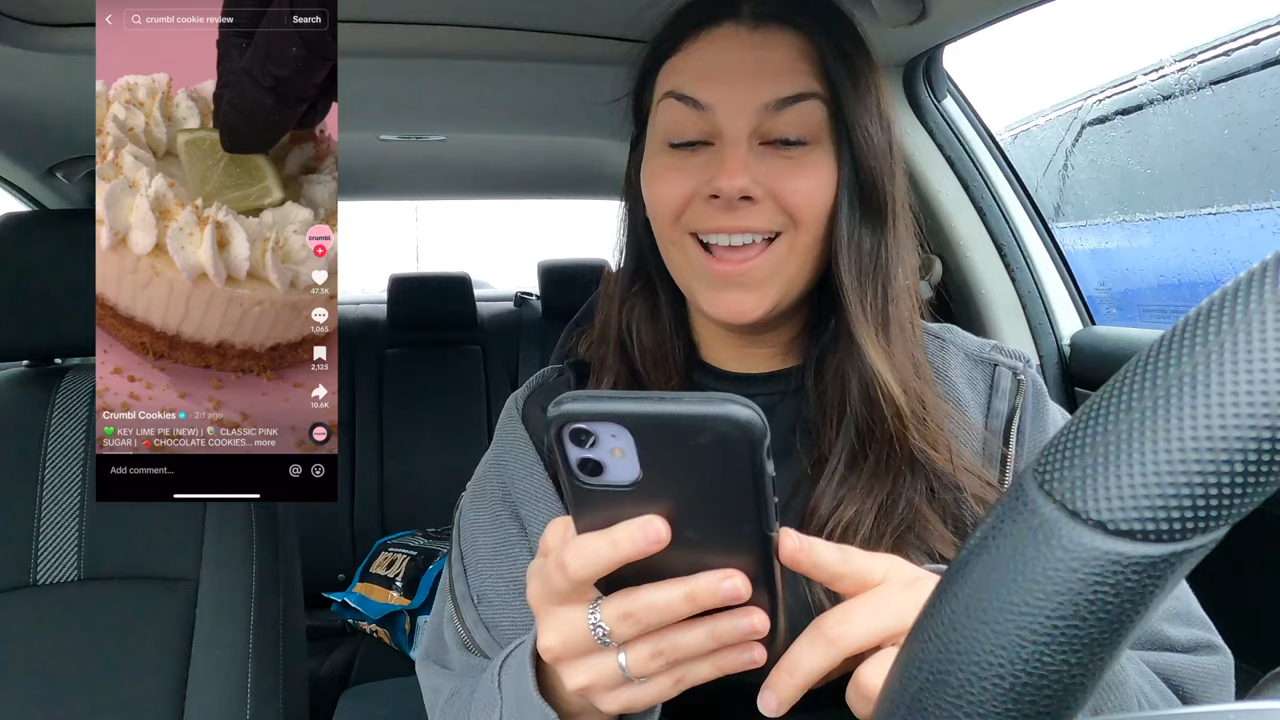 crumbl cookie review
Search
crumbl
47.3K
1,065
2,125
10.6K
Crumbl Cookies · 2d ago
💚 KEY LIME PIE (NEW) | CLASSIC PINK
SUGAR | CHOCOLATE COOKIES... more
Add comment...
@
VICTOR